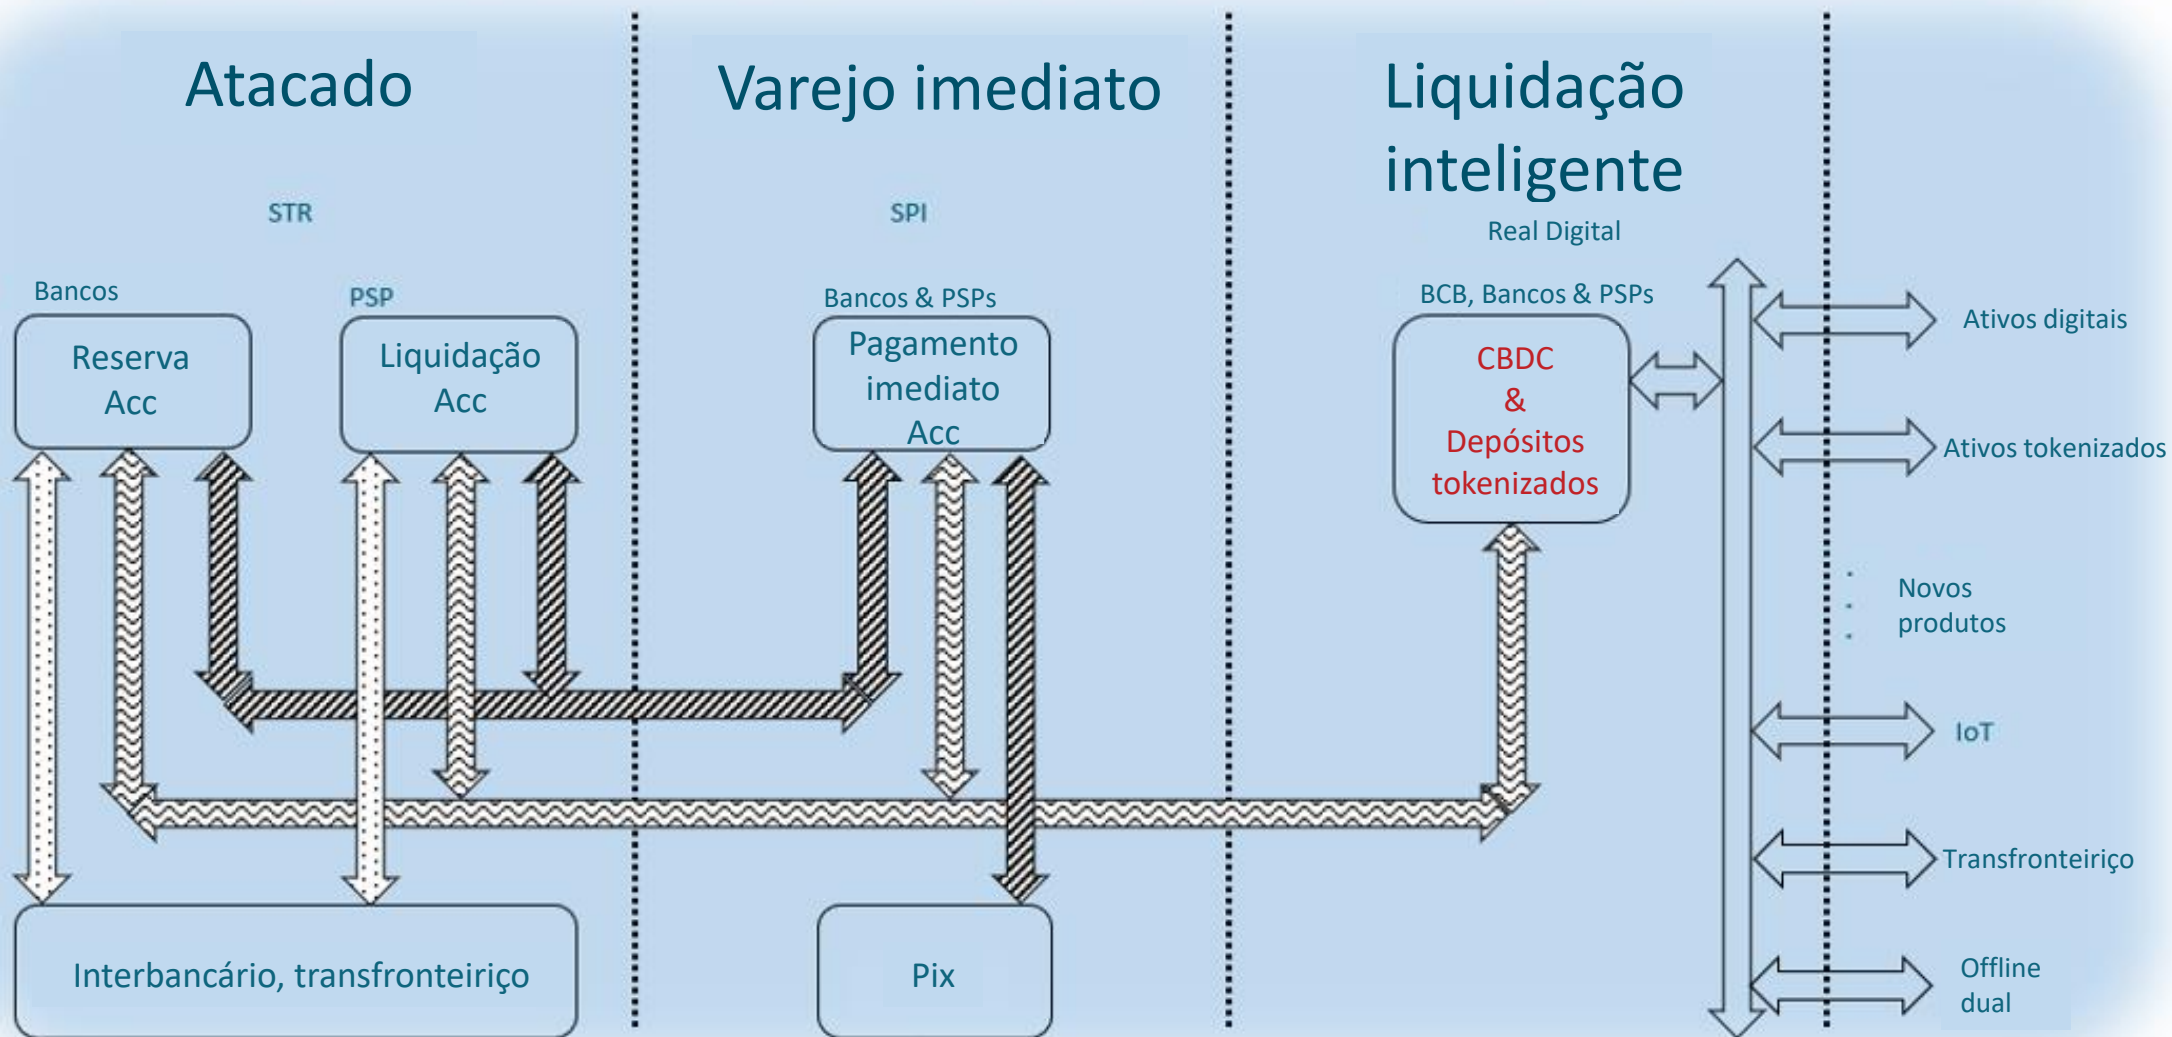 Atacado
Varejo imediato
Liquidação
inteligente
STR
SPI
Real Digital
Bancos
PSP
Bancos & PSPs
BCB, Bancos & PSPs
Reserva
Acc
Liquidação
Acc
Pagamento
imediato
Acc
CBDC
&
Depósitos
tokenizados
Ativos digitais
Ativos tokenizados
Novos
produtos
IoT
Transfronteiriço
Offline
dual
Interbancário, transfronteiriço
Pix